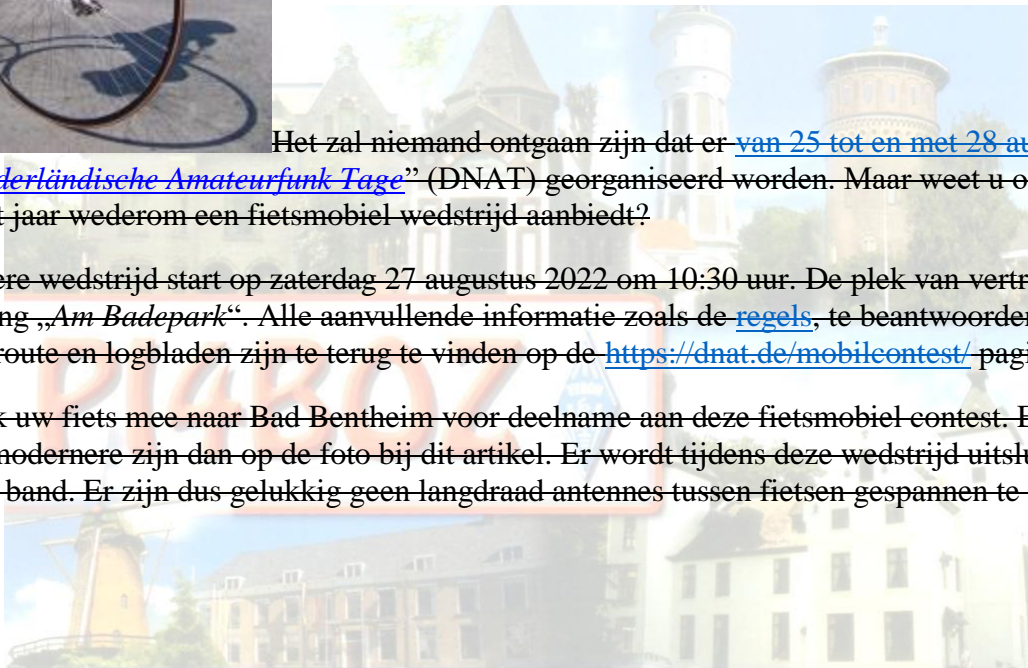 Het zal niemand ontgaan zijn dat er van 25 tot en met 28 au
derländische Amateurfunk Tage” (DNAT) georganiseerd worden. Maar weet u o
t jaar wederom een fietsmobiel wedstrijd aanbiedt?
ere wedstrijd start op zaterdag 27 augustus 2022 om 10:30 uur. De plek van vertr
ng „Am Badepark“. Alle aanvullende informatie zoals de regels, te beantwoorden
route en logbladen zijn te terug te vinden op de https://dnat.de/mobilcontest/ pagi
PI4BOZ
k uw fiets mee naar Bad Bentheim voor deelname aan deze fietsmobiel contest. E
modernere zijn dan op de foto bij dit artikel. Er wordt tijdens deze wedstrijd uitslu
band. Er zijn dus gelukkig geen langdraad antennes tussen fietsen gespannen te